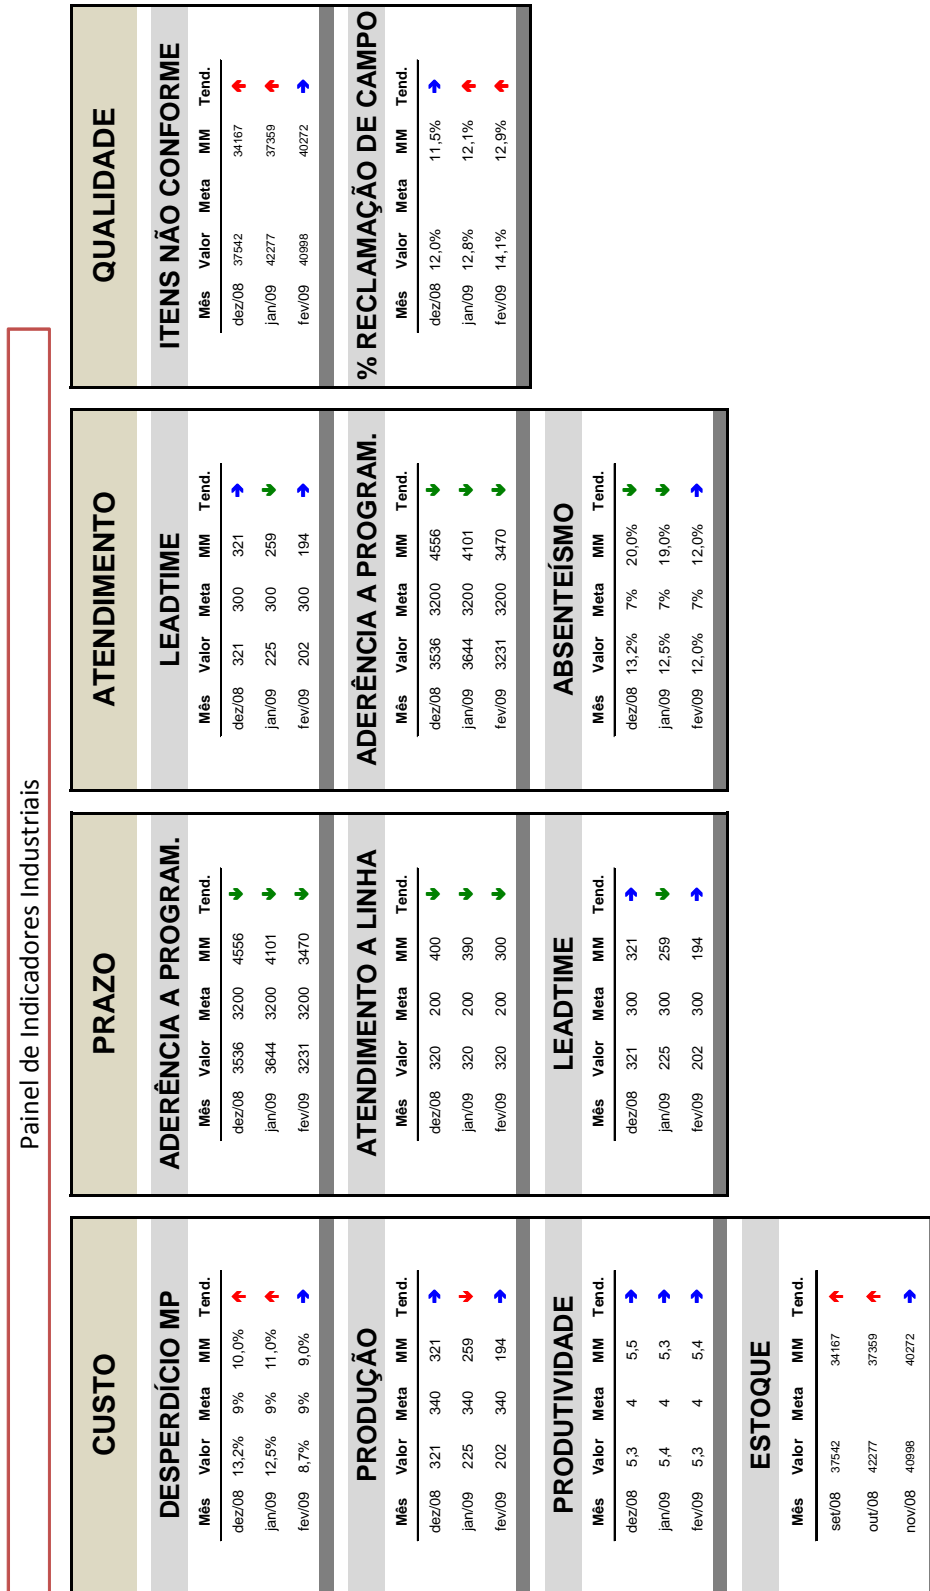 Painel de Indicadores Industriais
CUSTO
DESPERDÍCIO MP
Mês Valor Meta MM Tend.
dez/08 13,2% 9% 10,0%
jan/09 12,5% 9% 11,0%
fev/09 8,7% 9% 9,0%
PRODUÇÃO
Mês Valor Meta MM Tend.
dez/08 321 340 321
jan/09 225 340 259
fev/09 202 340 194
PRODUTIVIDADE
Mês Valor Meta MM Tend.
dez/08 5,3 4 5,5
jan/09 5,4 4 5,3
fev/09 5,3 4 5,4
ESTOQUE
Mês Valor Meta MM Tend.
set/08 37542 34167
out/08 42277 37359
nov/08 40998 40272
PRAZO
ADERÊNCIA A PROGRAM.
Mês Valor Meta MM Tend.
dez/08 3536 3200 4556
jan/09 3644 3200 4101
fev/09 3231 3200 3470
ATENDIMENTO A LINHA
Mês Valor Meta MM Tend.
dez/08 320 200 400
jan/09 320 200 390
fev/09 320 200 300
LEADTIME
Mês Valor Meta MM Tend.
dez/08 321 300 321
jan/09 225 300 259
fev/09 202 300 194
ATENDIMENTO
LEADTIME
Mês Valor Meta MM Tend.
dez/08 321 300 321
jan/09 225 300 259
fev/09 202 300 194
ADERÊNCIA A PROGRAM.
Mês Valor Meta MM Tend.
dez/08 3536 3200 4556
jan/09 3644 3200 4101
fev/09 3231 3200 3470
ABSENTEÍSMO
Mês Valor Meta MM Tend.
dez/08 13,2% 7% 20,0%
jan/09 12,5% 7% 19,0%
fev/09 12,0% 7% 12,0%
QUALIDADE
ITENS NÃO CONFORME
Mês Valor Meta MM Tend.
dez/08 37542 34167
jan/09 42277 37359
fev/09 40998 40272
% RECLAMAÇÃO DE CAMPO
Mês Valor Meta MM Tend.
dez/08 12,0% 11,5%
jan/09 12,8% 12,1%
fev/09 14,1% 12,9%